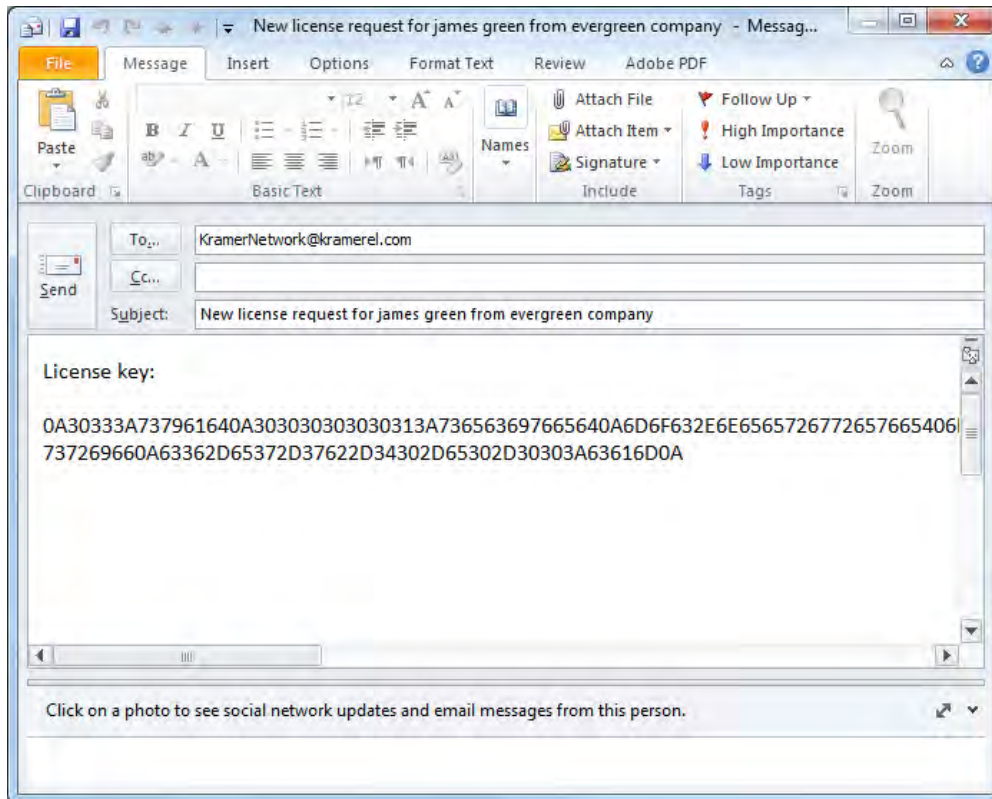 New license request for james green from evergreen company - Messag...
File Message Insert Options Format Text Review Adobe PDF
Paste
B I U
ab A
12 A A
Names
Attach File
Attach Item
Signature
Follow Up
High Importance
Low Importance
Zoom
Clipboard Basic Text Include Tags Zoom
Send
To... KramerNetwork@kramerel.com
Cc...
Subject: New license request for james green from evergreen company
License key:
0A30333A737961640A303030303030313A736563697665640A6D6F632E6E6565726772657665406
737269660A63362D65372D37622D34302D65302D30303A63616D0A
Click on a photo to see social network updates and email messages from this person.